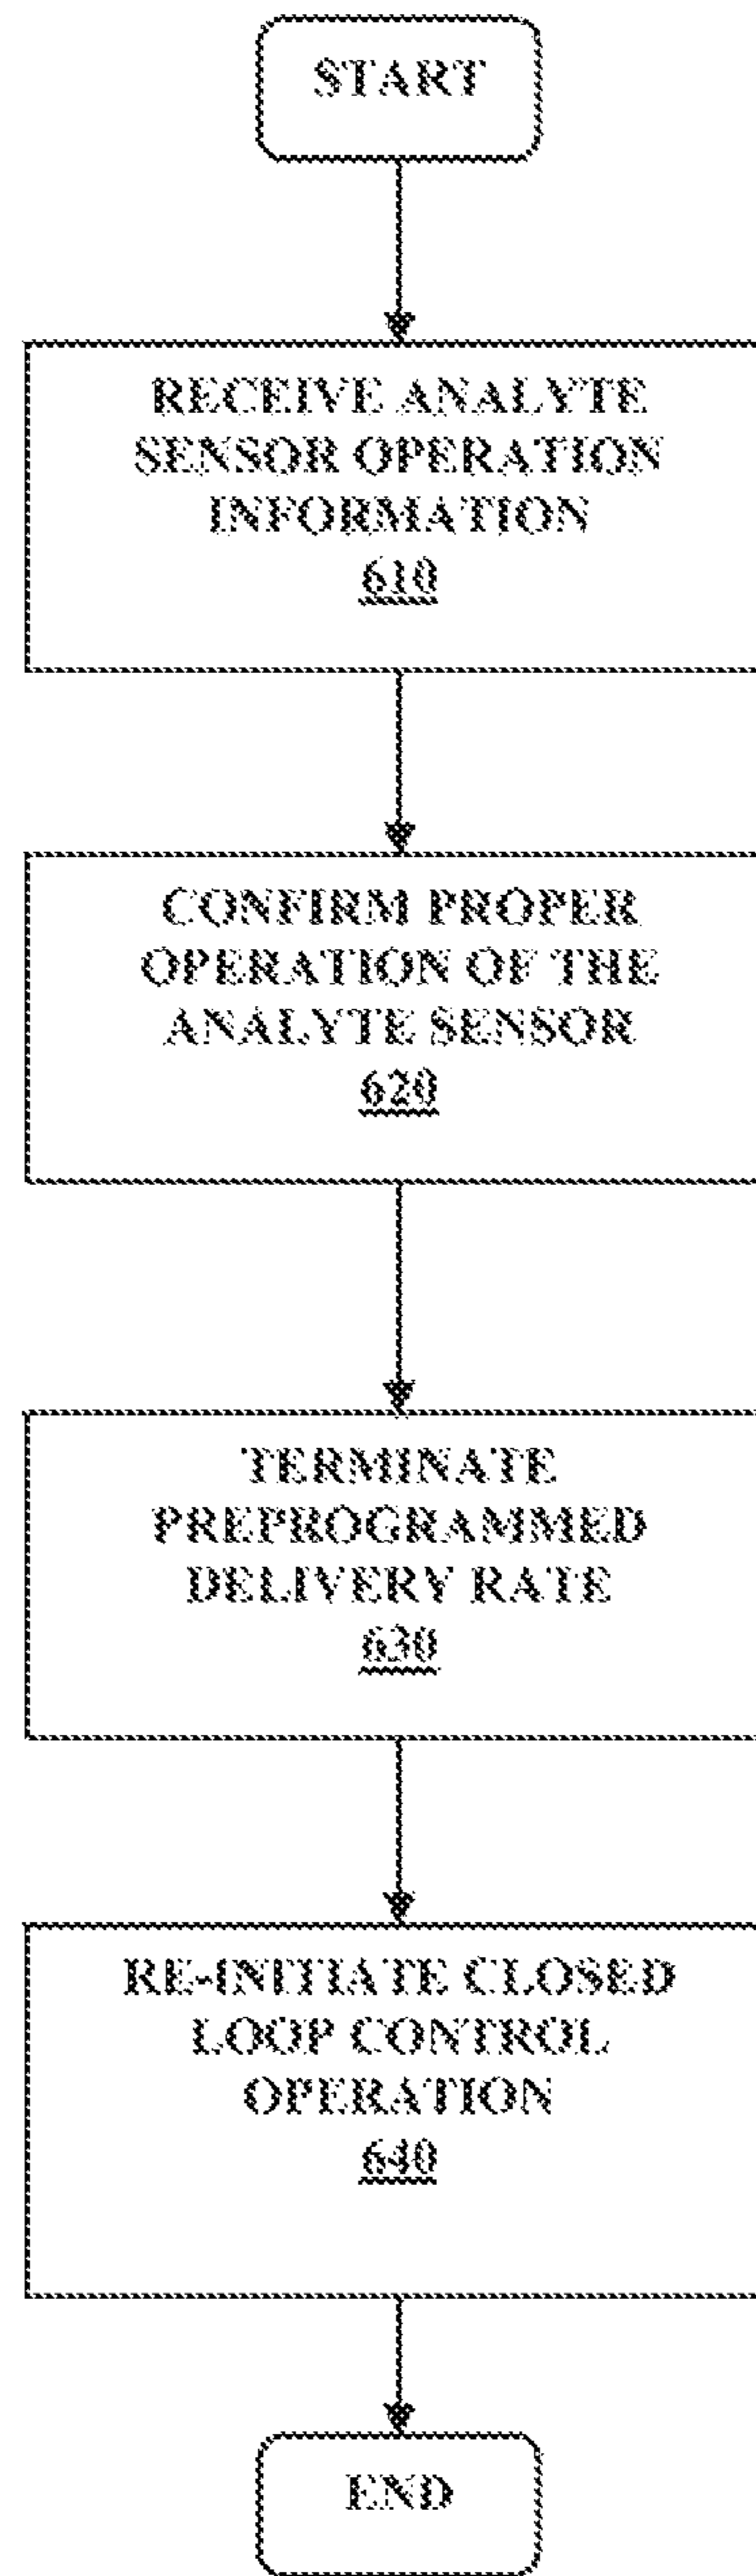 START
RECEIVE ANALYTE
SENSOR OPERATION
INFORMATION
610
CONFIRM PROPER
OPERATION OF THE
ANALYTE SENSOR
620
TERMINATE
PREPROGRAMMED
DELIVERY RATE
630
RE-INITIATE CLOSED
LOOP CONTROL
OPERATION
640
END